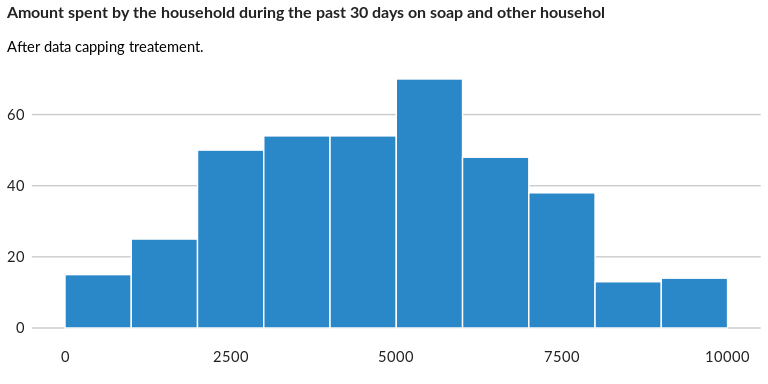 Amount spent by the household during the past 30 days on soap and other househol
After data capping treatement.
60
40
20
0
0 2500 5000 7500 10000